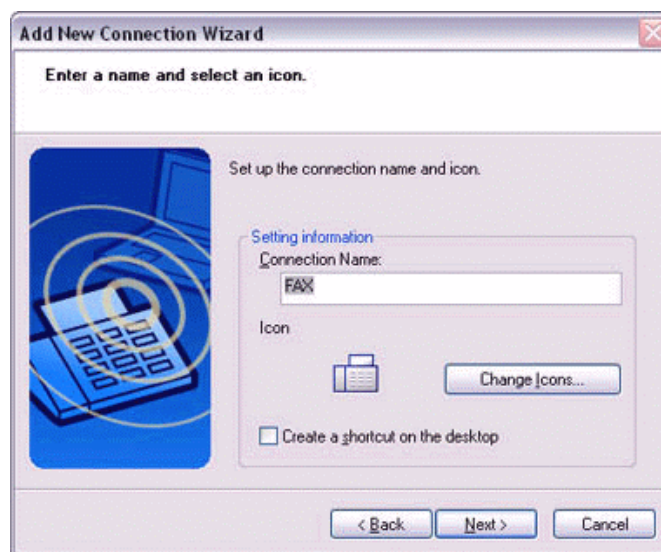 Add New Connection Wizard
Enter a name and select an icon.
Set up the connection name and icon.
Setting information
Connection Name:
FAX
Icon
Change Icons...
Create a shortcut on the desktop
< Back Next > Cancel